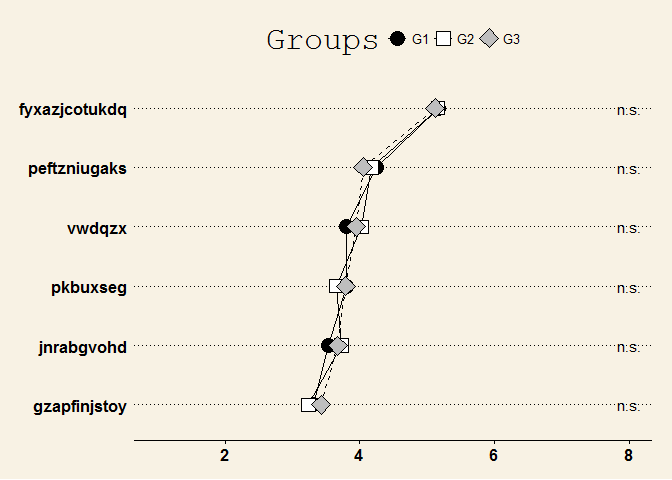 Groups G1 G2 G3
fyxazjcotukdq n.s.
peftzniugaks n.s.
vwdqzx n.s.
pkbuxseg n.s.
jnrabgvohd n.s.
gzapfinjstoy n.s.
2 4 6 8